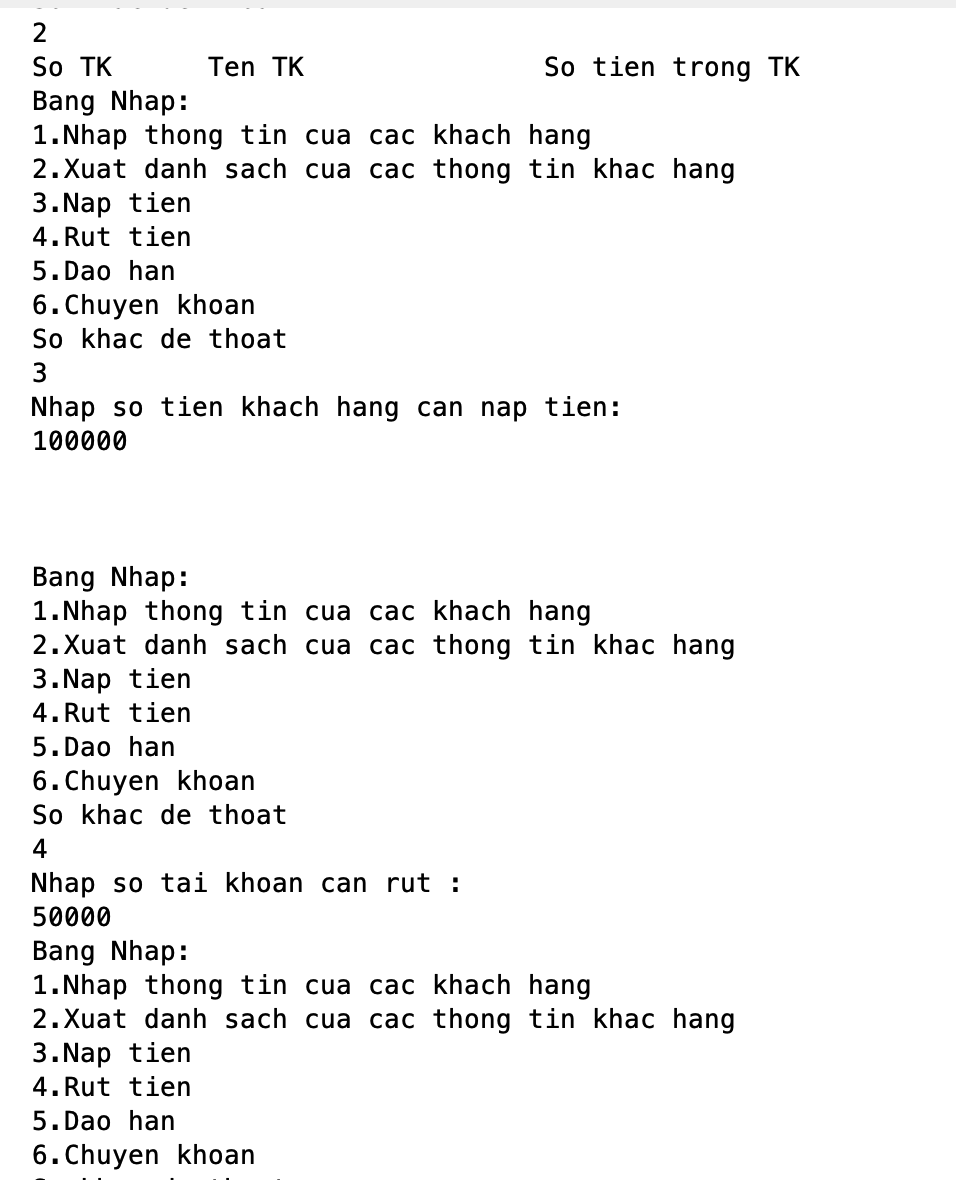 2
So TK Ten TK So tien trong TK
Bang Nhap:
1.Nhap thong tin cua cac khach hang
2.Xuat danh sach cua cac thong tin khac hang
3.Nap tien
4.Rut tien
5.Dao han
6.Chuyen khoan
So khac de thoat
3
Nhap so tien khach hang can nap tien:
100000
Bang Nhap:
1.Nhap thong tin cua cac khach hang
2.Xuat danh sach cua cac thong tin khac hang
3.Nap tien
4.Rut tien
5.Dao han
6.Chuyen khoan
So khac de thoat
4
Nhap so tai khoan can rut :
50000
Bang Nhap:
1.Nhap thong tin cua cac khach hang
2.Xuat danh sach cua cac thong tin khac hang
3.Nap tien
4.Rut tien
5.Dao han
6.Chuyen khoan